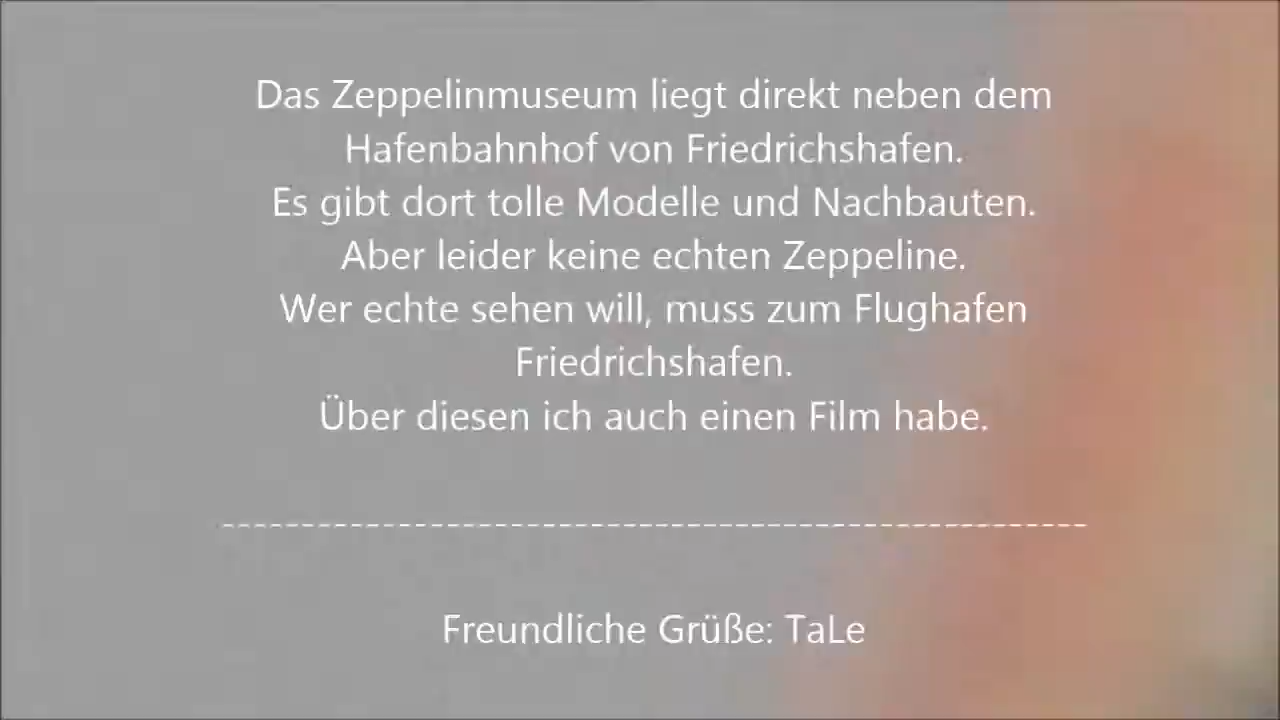 Das Zeppelinmuseum liegt direkt neben dem
Hafenbahnhof von Friedrichshafen.
Es gibt dort tolle Modelle und Nachbauten.
Aber leider keine echten Zeppeline.
Wer echte sehen will, muss zum Flughafen
Friedrichshafen.
Über diesen ich auch einen Film habe.
------------------------------------------------------
Freundliche Grüße: TaLe